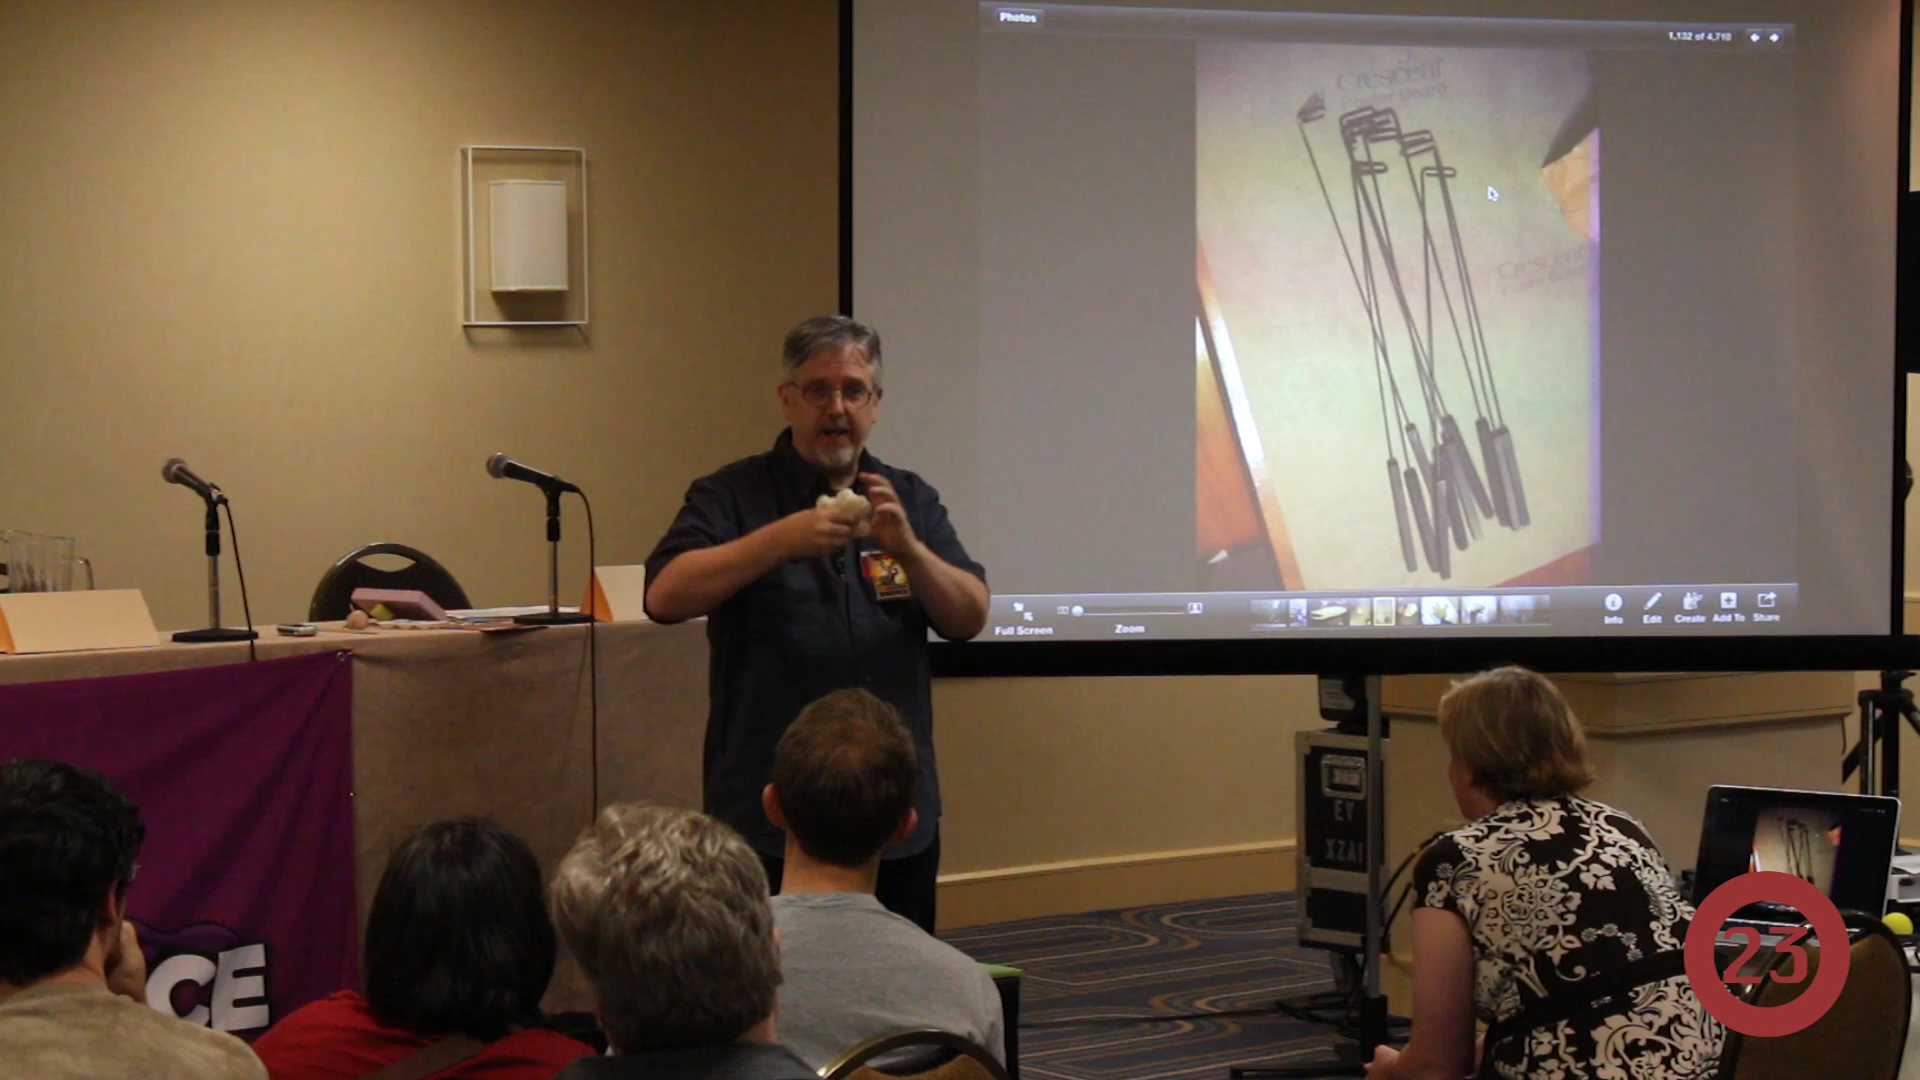 Photos
1,132 of 4,710
Crescent
Crescent
Full Screen
Zoom
Info
Edit
Create
Add To
Share
EY
XZAI
CE
23